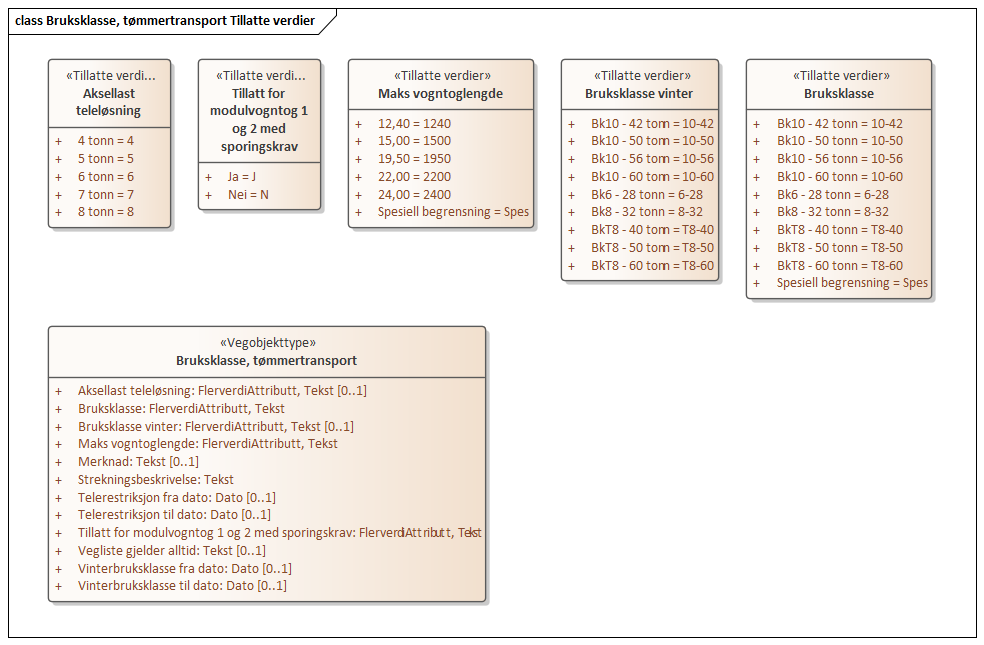 class Bruksklasse, tømmertransport Tillatte verdier
«Tillatte verdi...
Aksellast
teleløsning
+ 4 tonn = 4
+ 5 tonn = 5
+ 6 tonn = 6
+ 7 tonn = 7
+ 8 tonn = 8
«Tillatte verdi...
Tillatt for
modulvogntog 1
og 2 med
sporingskrav
+ Ja = J
+ Nei = N
«Tillatte verdier»
Maks vogntoglengde
+ 12,40 = 1240
+ 15,00 = 1500
+ 19,50 = 1950
+ 22,00 = 2200
+ 24,00 = 2400
+ Spesiell begrensning = Spes
«Tillatte verdier»
Bruksklasse vinter
+ Bk10 - 42 tonn = 10-42
+ Bk10 - 50 tonn = 10-50
+ Bk10 - 56 tonn = 10-56
+ Bk10 - 60 tonn = 10-60
+ Bk6 - 28 tonn = 6-28
+ Bk8 - 32 tonn = 8-32
+ BkT8 - 40 tonn = T8-40
+ BkT8 - 50 tonn = T8-50
+ BkT8 - 60 tonn = T8-60
«Tillatte verdier»
Bruksklasse
+ Bk10 - 42 tonn = 10-42
+ Bk10 - 50 tonn = 10-50
+ Bk10 - 56 tonn = 10-56
+ Bk10 - 60 tonn = 10-60
+ Bk6 - 28 tonn = 6-28
+ Bk8 - 32 tonn = 8-32
+ BkT8 - 40 tonn = T8-40
+ BkT8 - 50 tonn = T8-50
+ BkT8 - 60 tonn = T8-60
+ Spesiell begrensning = Spes
«Vegobjekttype»
Bruksklasse, tømmertransport
+ Aksellast teleløsning: FlerverdiAttributt, Tekst [0..1]
+ Bruksklasse: FlerverdiAttributt, Tekst
+ Bruksklasse vinter: FlerverdiAttributt, Tekst [0..1]
+ Maks vogntoglengde: FlerverdiAttributt, Tekst
+ Merknad: Tekst [0..1]
+ Strekningsbeskrivelse: Tekst
+ Telerestriksjon fra dato: Dato [0..1]
+ Telerestriksjon til dato: Dato [0..1]
+ Tillatt for modulvogntog 1 og 2 med sporingskrav: FlerverdiAttributt, Tekst
+ Vegliste gjelder alltid: Tekst [0..1]
+ Vinterbruksklasse fra dato: Dato [0..1]
+ Vinterbruksklasse til dato: Dato [0..1]